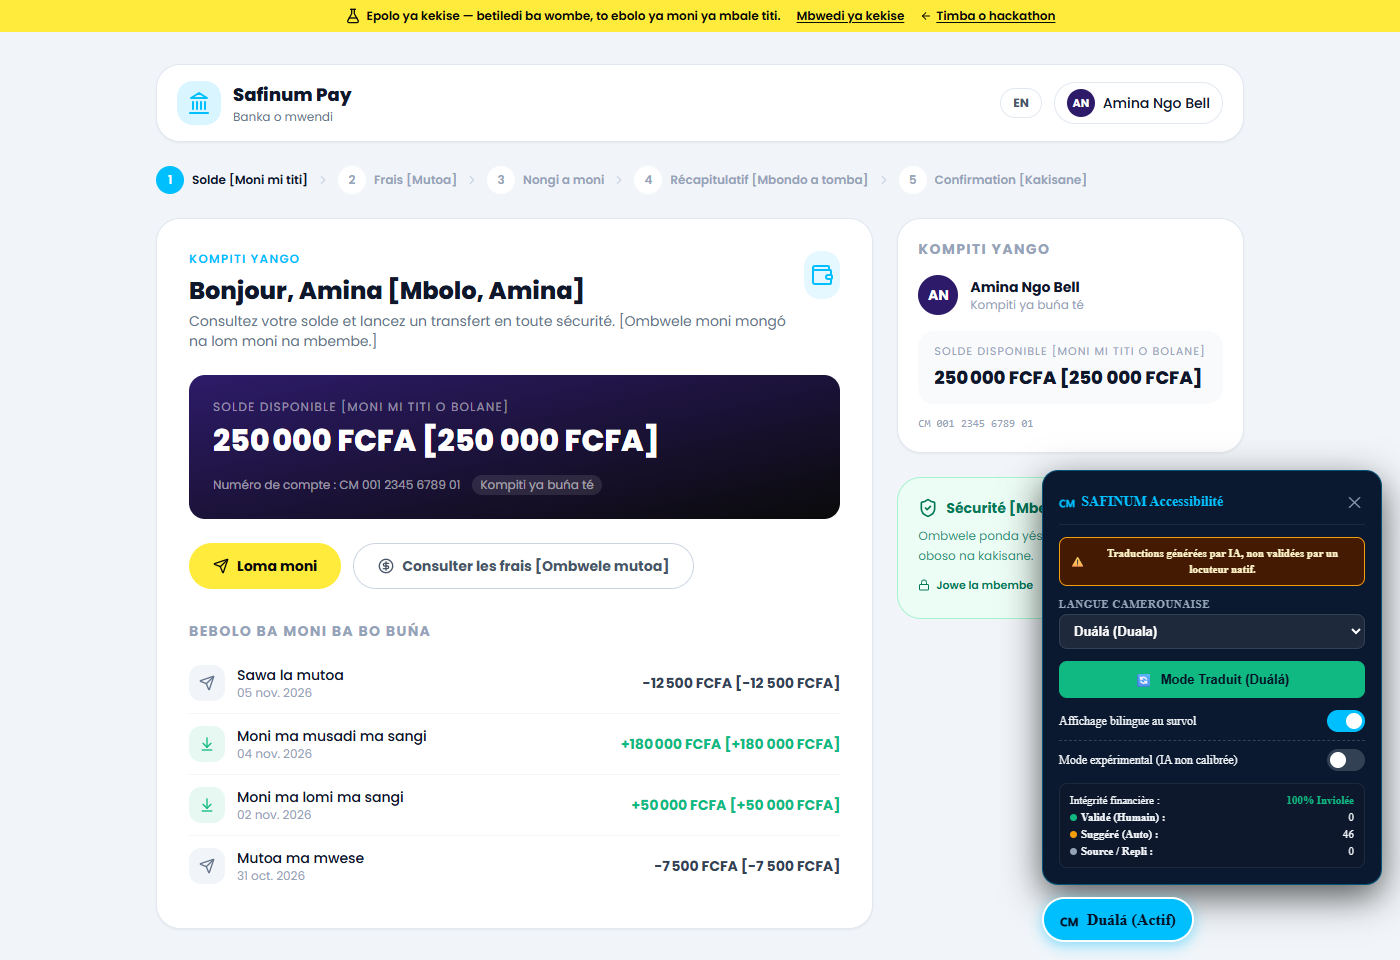 Epolo ya kekise — betiledi ba wombe, to ebolo ya moni ya mbale titi. Mbwedi ya kekise ← Timba o hackathon
Safinum Pay
Banka o mwendi
EN
AN Amina Ngo Bell
1 Solde [Moni mi titi] > 2 Frais [Mutoa] > 3 Nongi a moni > 4 Récapitulatif [Mbondo a tomba] > 5 Confirmation [Kakisane]
KOMPITI YANGO
Bonjour, Amina [Mbolo, Amina]
Consultez votre solde et lancez un transfert en toute sécurité. [Ombwele moni mongó
na lom moni na mbembe.]
SOLDE DISPONIBLE [MONI MI TITI O BOLANE]
250 000 FCFA [250 000 FCFA]
Numéro de compte : CM 001 2345 6789 01 Kompiti ya buńa té
Loma moni
Consulter les frais [Ombwele mutoa]
BEBOLO BA MONI BA BO BUŃA
Sawa la mutoa
05 nov. 2026
-12 500 FCFA [-12 500 FCFA]
Moni ma musadi ma sangi
04 nov. 2026
+180 000 FCFA [+180 000 FCFA]
Moni ma lomi ma sangi
02 nov. 2026
+50 000 FCFA [+50 000 FCFA]
Mutoa ma mwese
31 oct. 2026
-7 500 FCFA [-7 500 FCFA]
KOMPITI YANGO
AN
Amina Ngo Bell
Kompiti ya buńa té
SOLDE DISPONIBLE [MONI MI TITI O BOLANE]
250 000 FCFA [250 000 FCFA]
CM 001 2345 6789 01
Sécurité
Ombwele ponda
oboso na kakisane.
Jowe la mbembe
CM SAFINUM Accessibilité
Traductions générées par IA, non validées par un
locuteur natif.
LANGUE CAMEROUNAISE
Duálá (Duala)
Mode Traduit (Duálá)
Affichage bilingue au survol
Mode expérimental (IA non calibrée)
Intégrité financière : 100% Inviolée
Validé (Humain) : 0
Suggéré (Auto) : 46
Source / Repli : 0
CM Duálá (Actif)